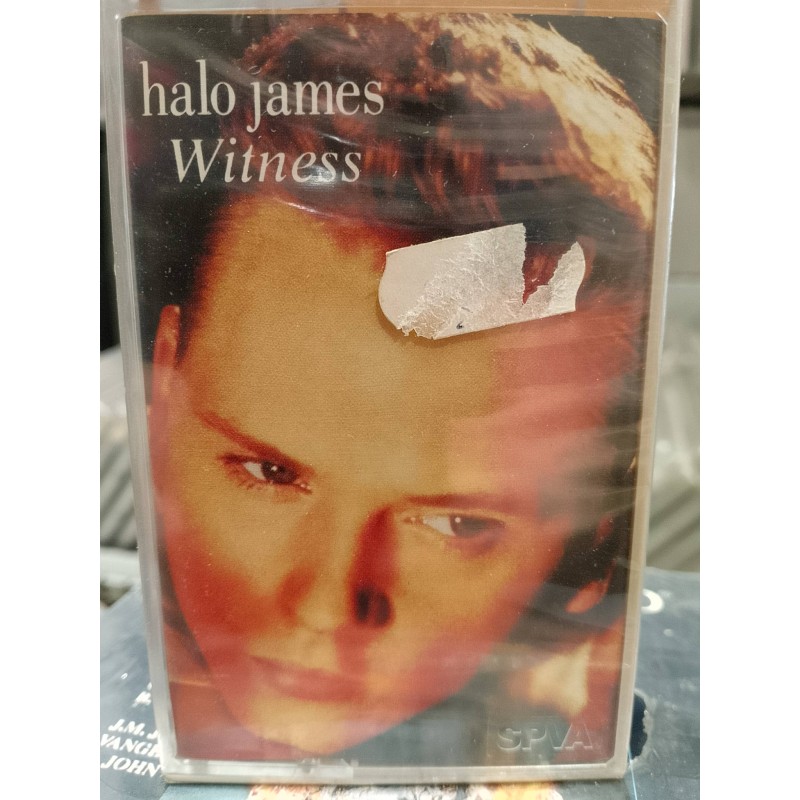 halo james
Witness
SPVA
J.M. J
VANGE
JOHN